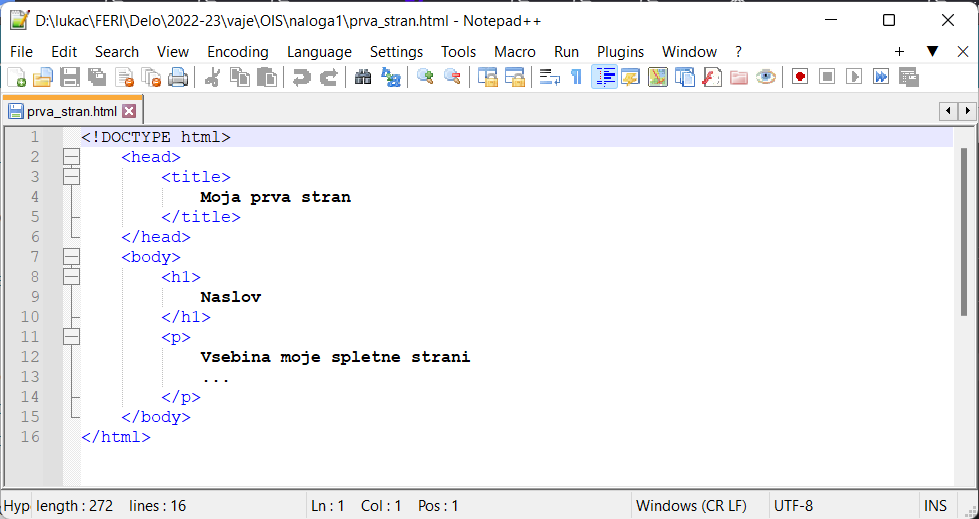 D:\lukac\FERI\Delo\2022-23\vaje\OIS\naloga1\prva_stran.html - Notepad++
File Edit Search View Encoding Language Settings Tools Macro Run Plugins Window ? + ▼ X
prva_stran.html
1 <!DOCTYPE html>
2 <head>
3 <title>
4 Moja prva stran
5 </title>
6 </head>
7 <body>
8 <h1>
9 Naslov
10 </h1>
11 <p>
12 Vsebina moje spletne strani
13 ...
14 </p>
15 </body>
16 </html>
Hyp length : 272 lines : 16 Ln : 1 Col : 1 Pos : 1 Windows (CR LF) UTF-8 INS